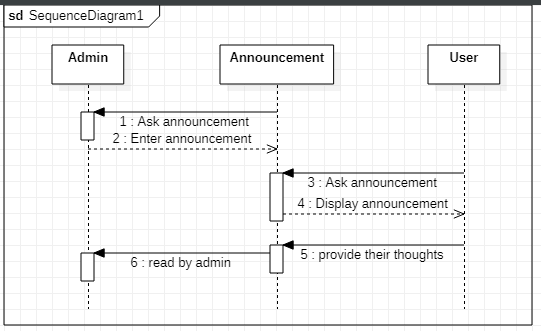 sd SequenceDiagram1
Admin
Announcement
User
1 : Ask announcement
2 : Enter announcement
3 : Ask announcement
4 : Display announcement
5 : provide their thoughts
6 : read by admin